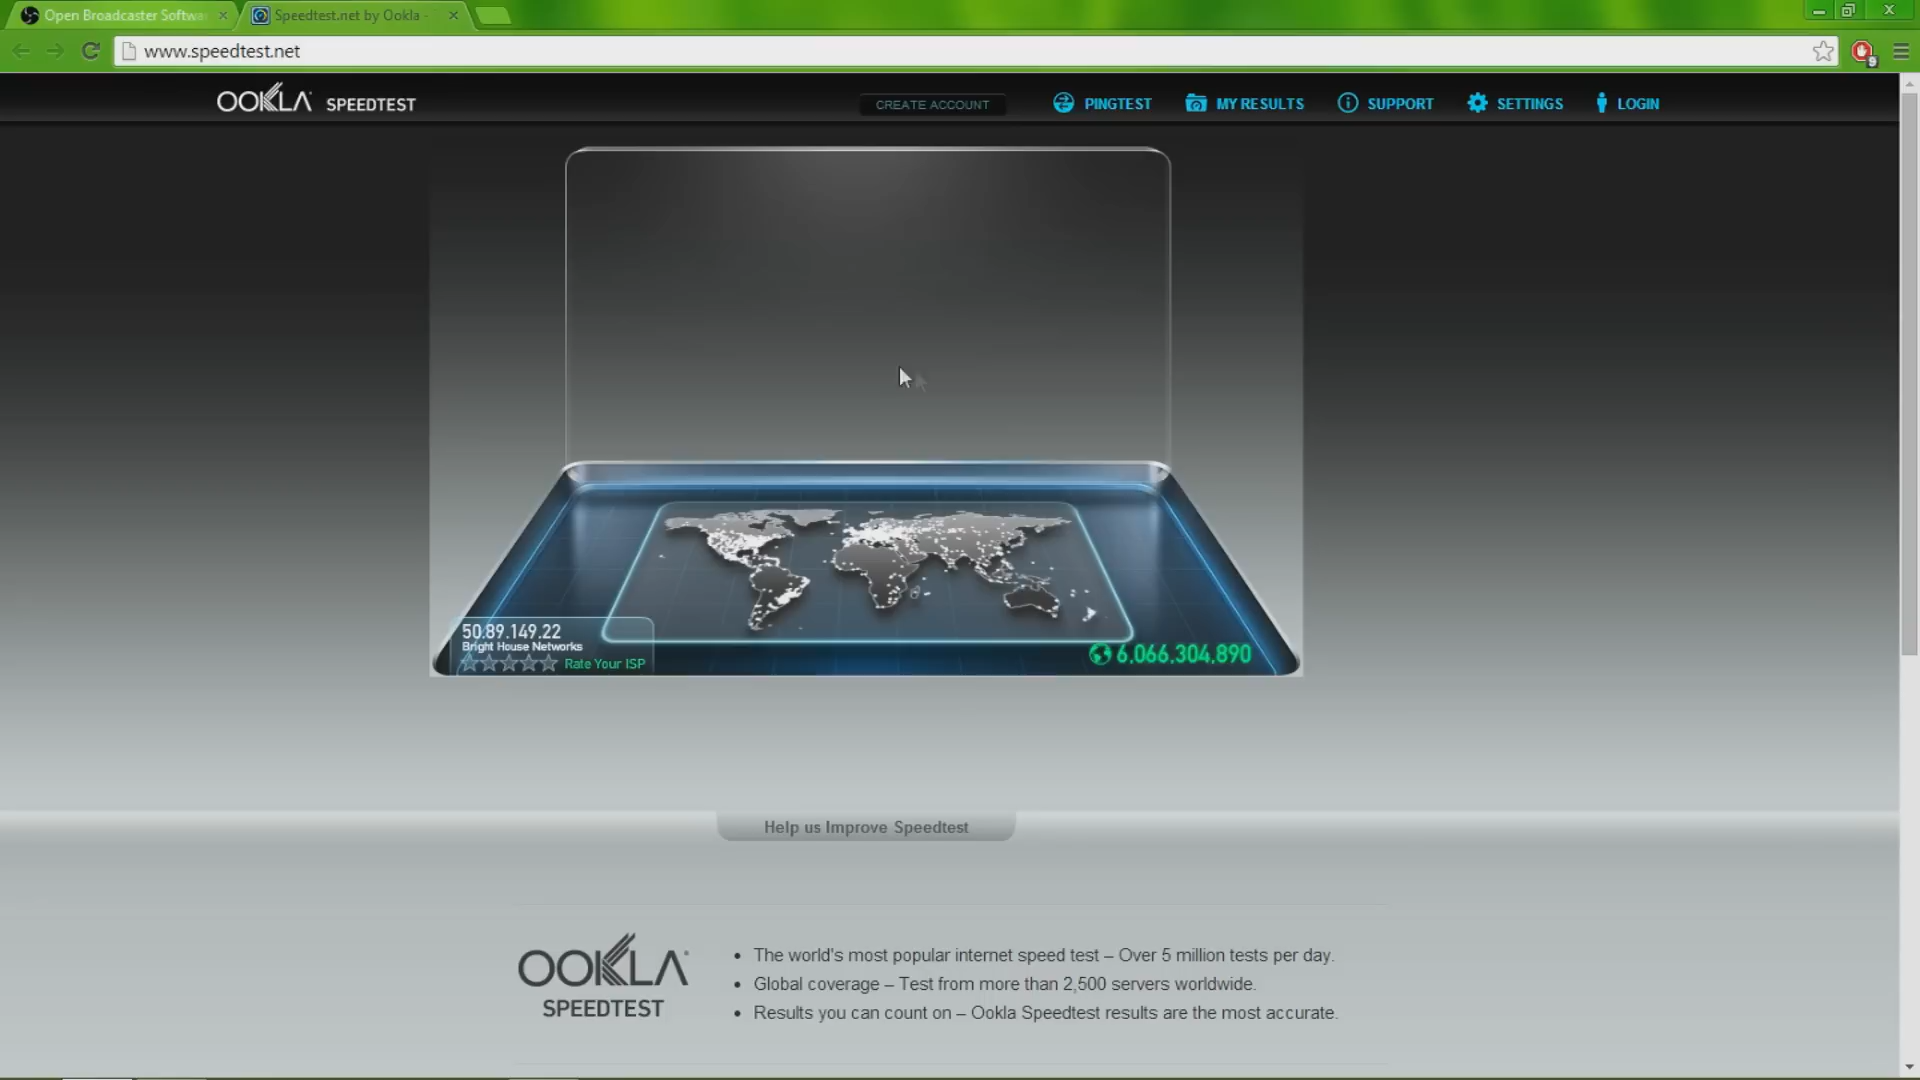 Open Broadcaster Softwa
Speedtest.net by Ookla -
www.speedtest.net
9
OOKLA SPEEDTEST
CREATE ACCOUNT
PINGTEST
MY RESULTS
SUPPORT
SETTINGS
LOGIN
50.89.149.22
Bright House Networks
Rate Your ISP
6,066,304,890
Help us Improve Speedtest
OOKLA
SPEEDTEST
• The world's most popular internet speed test – Over 5 million tests per day.
• Global coverage – Test from more than 2,500 servers worldwide.
• Results you can count on – Ookla Speedtest results are the most accurate.